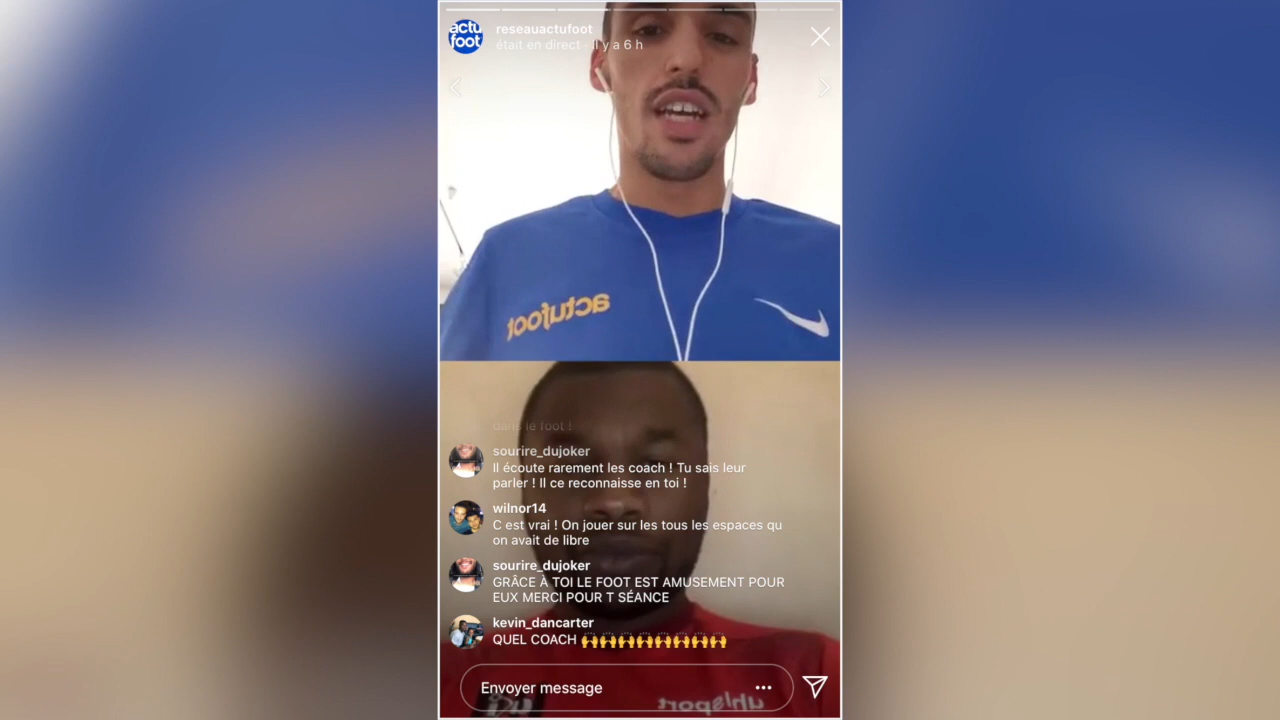 actu
foot
reseauactufoot
était en direct · Il y a 6 h
actufoot
dans le foot !
sourire_dujoker
Il écoute rarement les coach ! Tu sais leur
parler ! Il ce reconnaisse en toi !
wilnor14
C est vrai ! On jouer sur les tous les espaces qu
on avait de libre
sourire_dujoker
GRÂCE À TOI LE FOOT EST AMUSEMENT POUR
EUX MERCI POUR T SÉANCE
kevin_dancarter
QUEL COACH 🙌🙌🙌🙌🙌🙌🙌🙌
Envoyer message
uhlsport